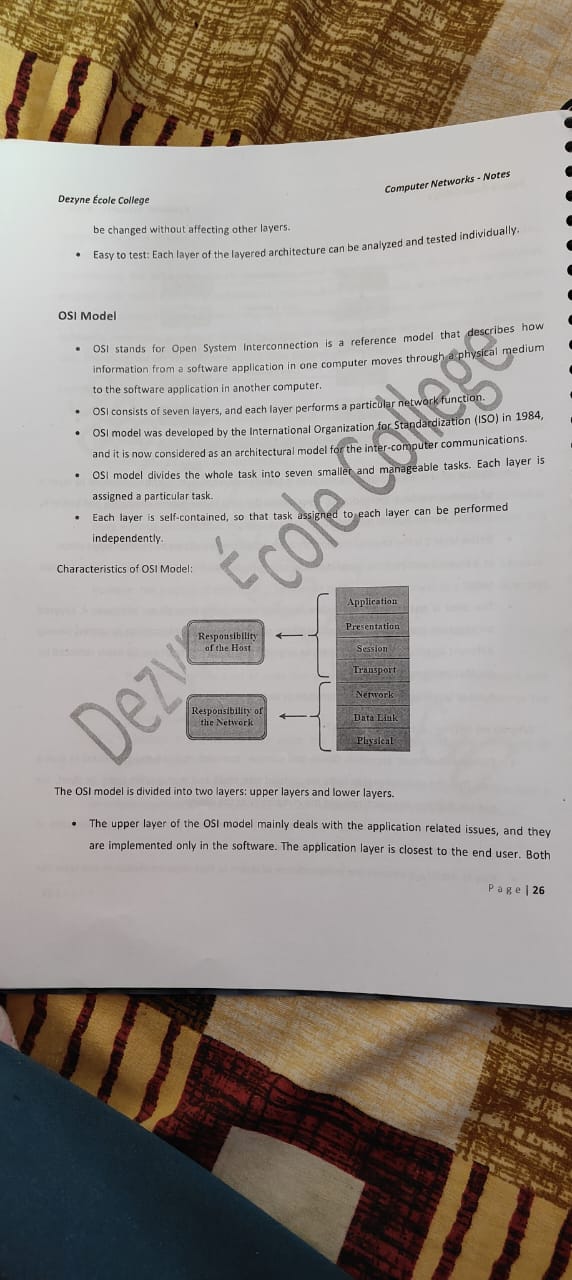 Dezyne École College
Computer Networks - Notes
be changed without affecting other layers.
• Easy to test: Each layer of the layered architecture can be analyzed and tested individually.
OSI Model
• OSI stands for Open System Interconnection is a reference model that describes how
information from a software application in one computer moves through a physical medium
to the software application in another computer.
• OSI consists of seven layers, and each layer performs a particular network function.
• OSI model was developed by the International Organization for Standardization (ISO) in 1984,
and it is now considered as an architectural model for the inter-computer communications.
• OSI model divides the whole task into seven smaller and manageable tasks. Each layer is
assigned a particular task.
• Each layer is self-contained, so that task assigned to each layer can be performed
independently.
Characteristics of OSI Model:
Responsibility
of the Host
Responsibility of
the Network
Application
Presentation
Session
Transport
Network
Data Link
Physical
Dezyne École College
The OSI model is divided into two layers: upper layers and lower layers.
• The upper layer of the OSI model mainly deals with the application related issues, and they
are implemented only in the software. The application layer is closest to the end user. Both
Page | 26